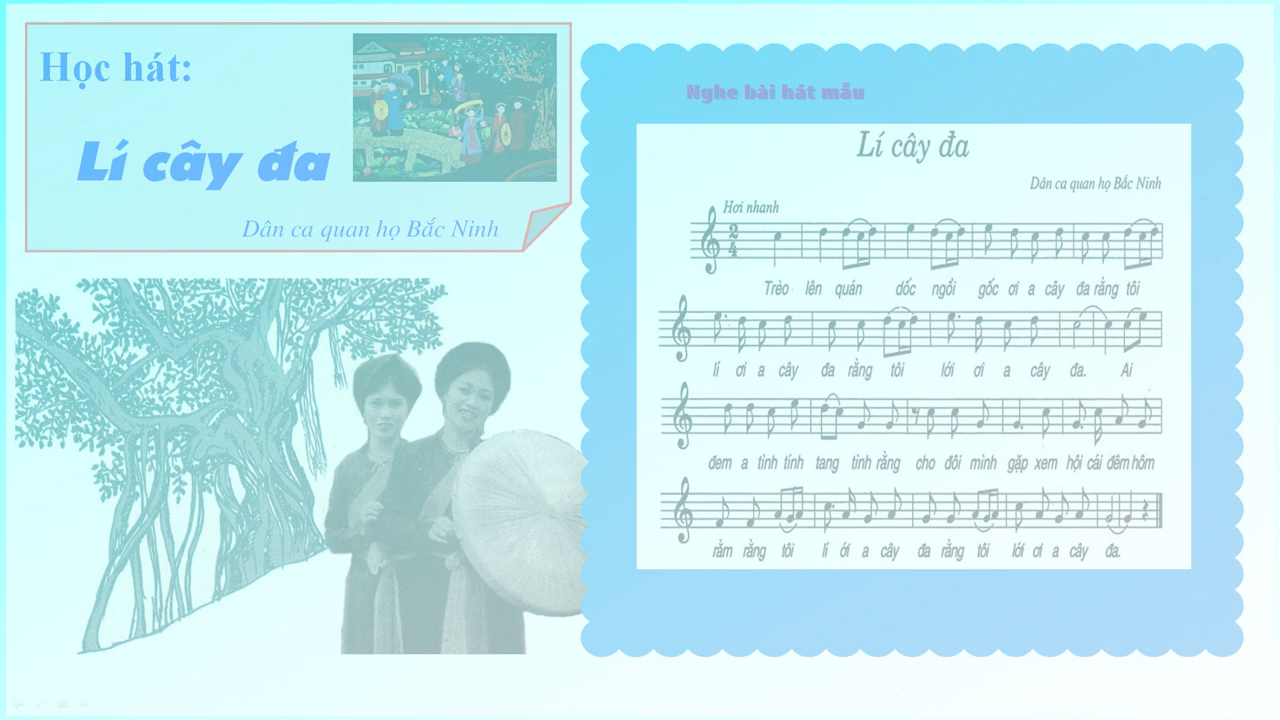 Học hát:
Lí cây đa
Dân ca quan họ Bắc Ninh
Nghe bài hát mẫu
Lí cây đa
Dân ca quan họ Bắc Ninh
Hơi nhanh
2
4
Trèo lên quán dốc ngồi gốc ơi a cây đa rằng tôi
lí ơi a cây đa rằng tôi lới ơi a cây đa. Ai
đem a tình tính tang tình rằng cho đôi mình gặp xem hội cái đêm hôm
rằm rằng tôi lí ới a cây đa rằng tôi lới ơi a cây đa.